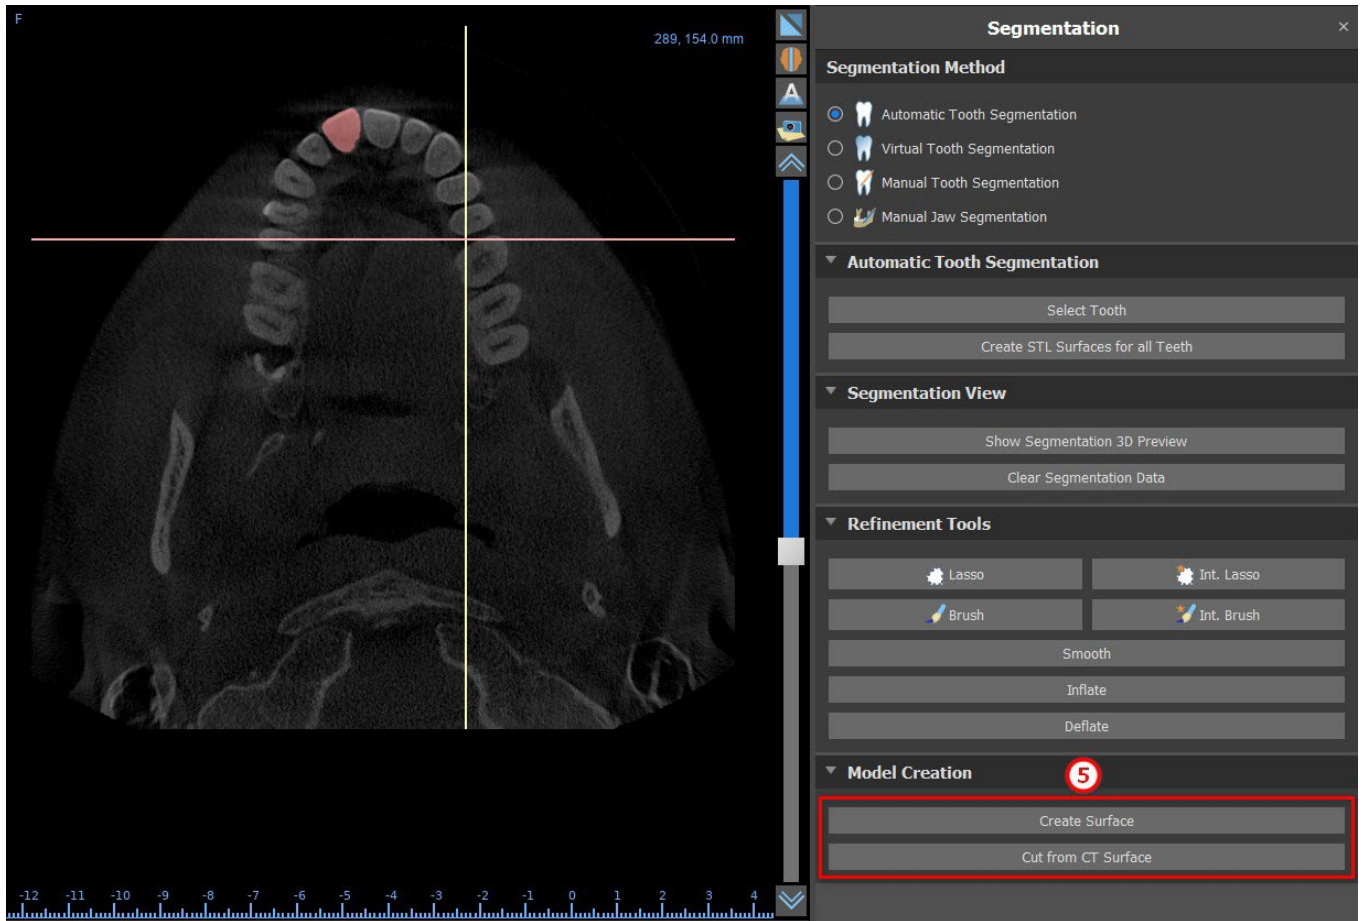 F
289, 154.0 mm
A
-12 -11 -10 -9 -8 -7 -6 -5 -4 -3 -2 -1 0 1 2 3 4
Segmentation
Segmentation Method
Automatic Tooth Segmentation
Virtual Tooth Segmentation
Manual Tooth Segmentation
Manual Jaw Segmentation
Automatic Tooth Segmentation
Select Tooth
Create STL Surfaces for all Teeth
Segmentation View
Show Segmentation 3D Preview
Clear Segmentation Data
Refinement Tools
Lasso Int. Lasso
Brush Int. Brush
Smooth
Inflate
Deflate
Model Creation 5
Create Surface
Cut from CT Surface